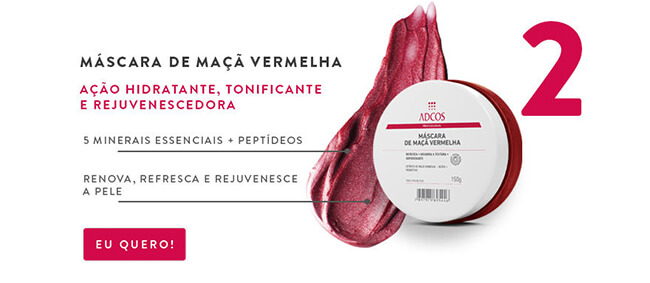 2
MÁSCARA DE MAÇÃ VERMELHA
AÇÃO HIDRATANTE, TONIFICANTE
E REJUVENESCEDORA
5 MINERAIS ESSENCIAIS + PEPTÍDEOS
RENOVA, REFRESCA E REJUVENESCE
A PELE
EU QUERO!
ADCOS
MÁSCARA
DE MAÇÃ VERMELHA
150g